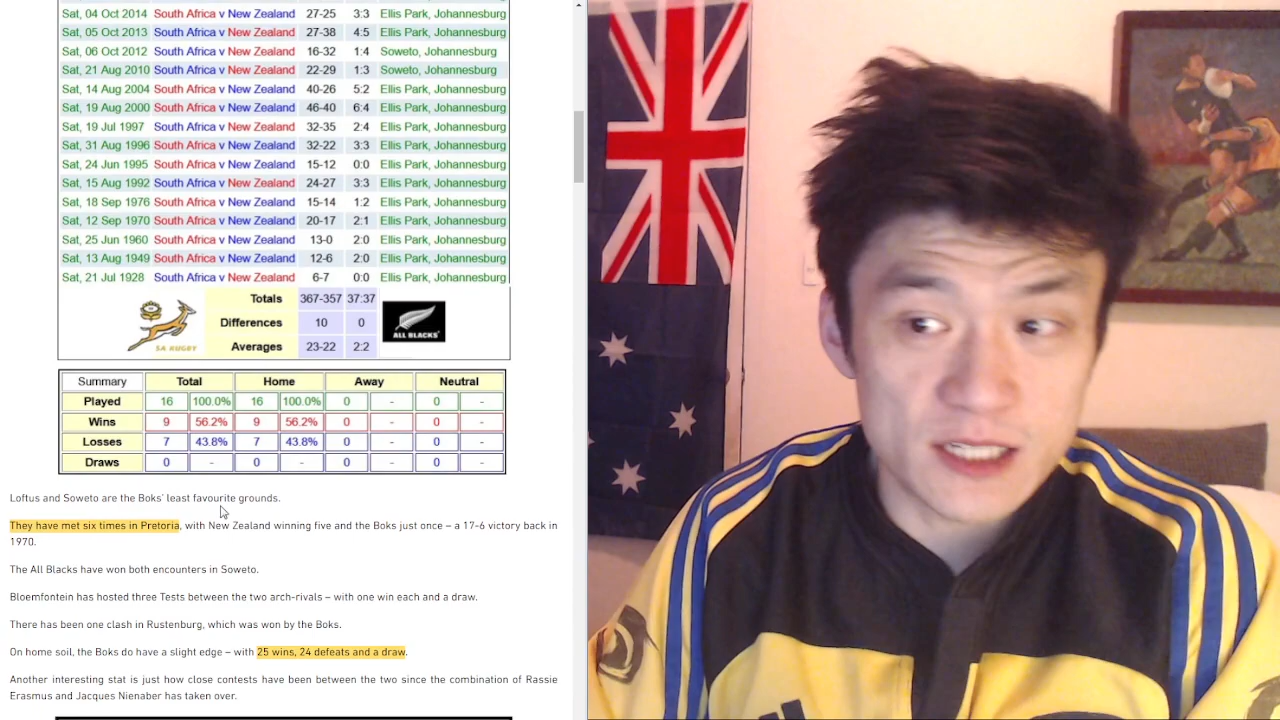 Sat, 04 Oct 2014 South Africa v New Zealand 27-25 3:3 Ellis Park, Johannesburg
Sat, 05 Oct 2013 South Africa v New Zealand 27-38 4:5 Ellis Park, Johannesburg
Sat, 06 Oct 2012 South Africa v New Zealand 16-32 1:4 Soweto, Johannesburg
Sat, 21 Aug 2010 South Africa v New Zealand 22-29 1:3 Soweto, Johannesburg
Sat, 14 Aug 2004 South Africa v New Zealand 40-26 5:2 Ellis Park, Johannesburg
Sat, 19 Aug 2000 South Africa v New Zealand 46-40 6:4 Ellis Park, Johannesburg
Sat, 19 Jul 1997 South Africa v New Zealand 32-35 2:4 Ellis Park, Johannesburg
Sat, 31 Aug 1996 South Africa v New Zealand 32-22 3:3 Ellis Park, Johannesburg
Sat, 24 Jun 1995 South Africa v New Zealand 15-12 0:0 Ellis Park, Johannesburg
Sat, 15 Aug 1992 South Africa v New Zealand 24-27 3:3 Ellis Park, Johannesburg
Sat, 18 Sep 1976 South Africa v New Zealand 15-14 1:2 Ellis Park, Johannesburg
Sat, 12 Sep 1970 South Africa v New Zealand 20-17 2:1 Ellis Park, Johannesburg
Sat, 25 Jun 1960 South Africa v New Zealand 13-0 2:0 Ellis Park, Johannesburg
Sat, 13 Aug 1949 South Africa v New Zealand 12-6 2:0 Ellis Park, Johannesburg
Sat, 21 Jul 1928 South Africa v New Zealand 6-7 0:0 Ellis Park, Johannesburg
Totals 367-357 37:37
Differences 10 0
Averages 23-22 2:2
SA RUGBY
ALL BLACKS
Summary Total Home Away Neutral
Played 16 100.0% 16 100.0% 0 - 0 -
Wins 9 56.2% 9 56.2% 0 - 0 -
Losses 7 43.8% 7 43.8% 0 - 0 -
Draws 0 - 0 - 0 - 0 -
Loftus and Soweto are the Boks' least favourite grounds.
They have met six times in Pretoria, with New Zealand winning five and the Boks just once – a 17-6 victory back in
1970.
The All Blacks have won both encounters in Soweto.
Bloemfontein has hosted three Tests between the two arch-rivals – with one win each and a draw.
There has been one clash in Rustenburg, which was won by the Boks.
On home soil, the Boks do have a slight edge – with 25 wins, 24 defeats and a draw.
Another interesting stat is just how close contests have been between the two since the combination of Rassie
Erasmus and Jacques Nienaber has taken over.